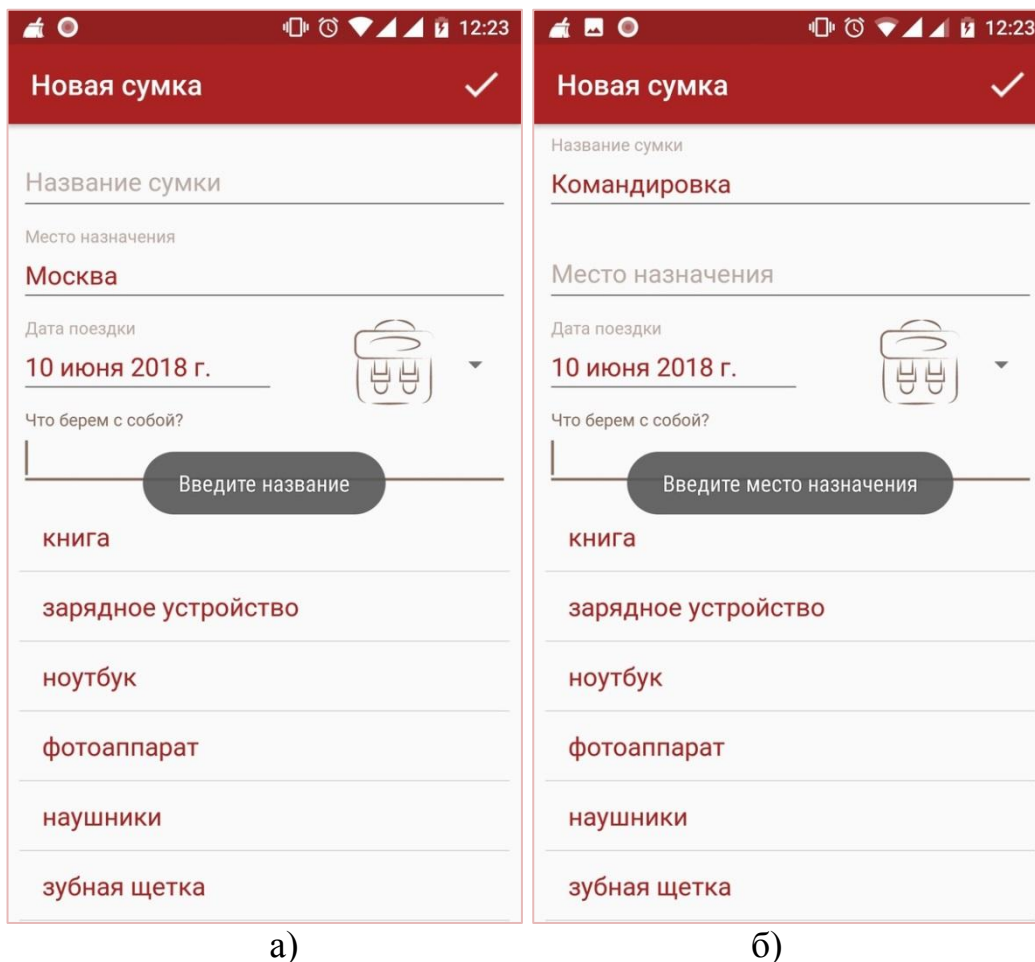 12:23
Новая сумка
Название сумки
Место назначения
Москва
Дата поездки
10 июня 2018 г.
Что берем с собой?
Введите название
книга
зарядное устройство
ноутбук
фотоаппарат
наушники
зубная щетка
а)
12:23
Новая сумка
Название сумки
Командировка
Место назначения
Дата поездки
10 июня 2018 г.
Что берем с собой?
Введите место назначения
книга
зарядное устройство
ноутбук
фотоаппарат
наушники
зубная щетка
б)